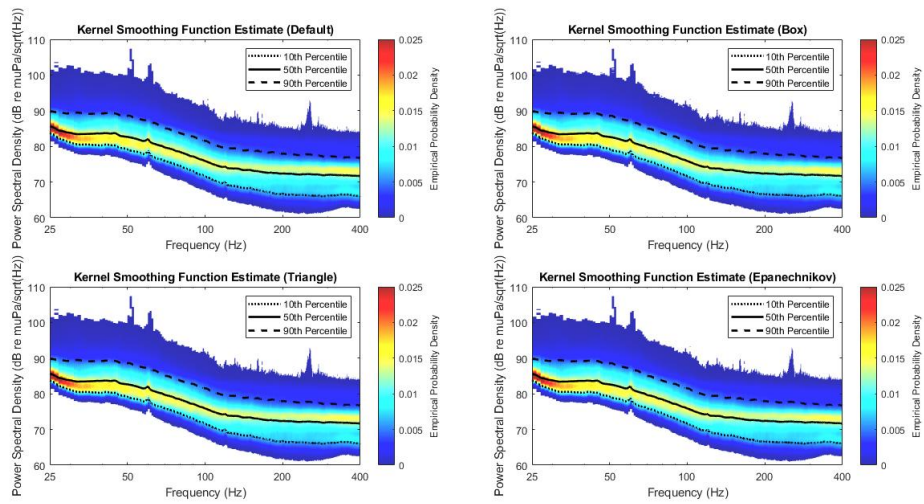 Kernel Smoothing Function Estimate (Default)
110
100
90
80
70
60
Power Spectral Density (dB re muPa/sqrt(Hz))
25
50
100
200
400
Frequency (Hz)
10th Percentile
50th Percentile
90th Percentile
0.025
0.02
0.015
0.01
0.005
0
Empirical Probability Density
Kernel Smoothing Function Estimate (Box)
110
100
90
80
70
60
Power Spectral Density (dB re muPa/sqrt(Hz))
25
50
100
200
400
Frequency (Hz)
10th Percentile
50th Percentile
90th Percentile
0.025
0.02
0.015
0.01
0.005
0
Empirical Probability Density
Kernel Smoothing Function Estimate (Triangle)
110
100
90
80
70
60
Power Spectral Density (dB re muPa/sqrt(Hz))
25
50
100
200
400
Frequency (Hz)
10th Percentile
50th Percentile
90th Percentile
0.025
0.02
0.015
0.01
0.005
0
Empirical Probability Density
Kernel Smoothing Function Estimate (Epanechnikov)
110
100
90
80
70
60
Power Spectral Density (dB re muPa/sqrt(Hz))
25
50
100
200
400
Frequency (Hz)
10th Percentile
50th Percentile
90th Percentile
0.025
0.02
0.015
0.01
0.005
0
Empirical Probability Density